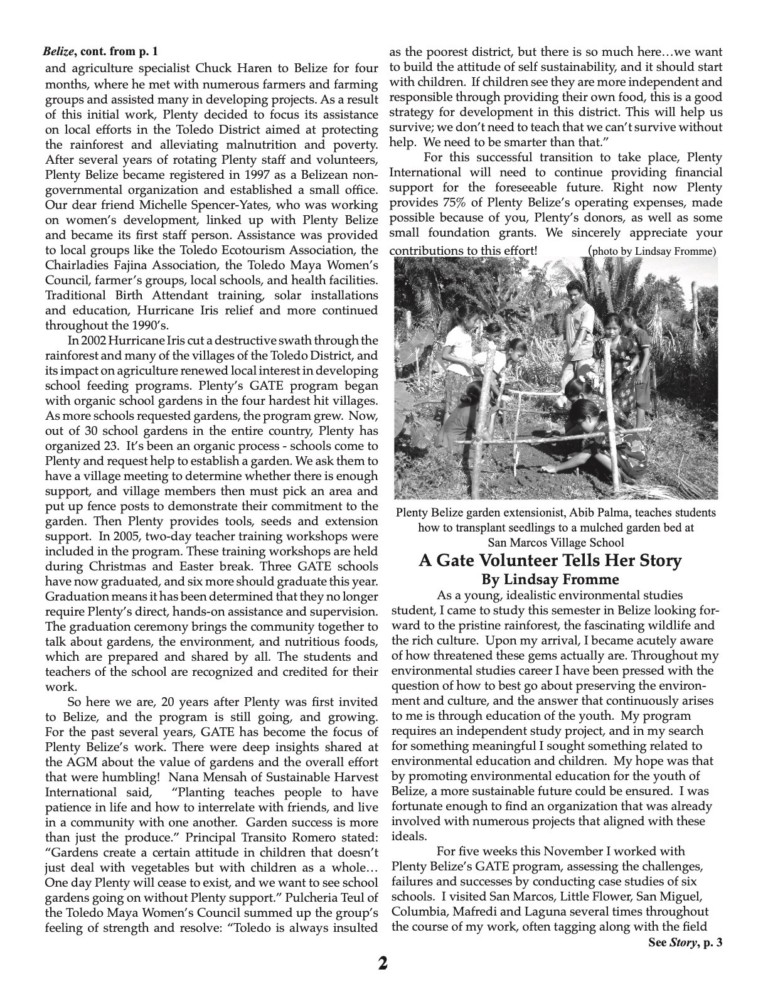 Belize, cont. from p. 1
and agriculture specialist Chuck Haren to Belize for four
months, where he met with numerous farmers and farming
groups and assisted many in developing projects. As a result
of this initial work, Plenty decided to focus its assistance
on local efforts in the Toledo District aimed at protecting
the rainforest and alleviating malnutrition and poverty.
After several years of rotating Plenty staff and volunteers,
Plenty Belize became registered in 1997 as a Belizean non-
governmental organization and established a small office.
Our dear friend Michelle Spencer-Yates, who was working
on women's development, linked up with Plenty Belize
and became its first staff person. Assistance was provided
to local groups like the Toledo Ecotourism Association, the
Chairladies Fajina Association, the Toledo Maya Women's
Council, farmer's groups, local schools, and health facilities.
Traditional Birth Attendant training, solar installations
and education, Hurricane Iris relief and more continued
throughout the 1990's.
In 2002 Hurricane Iris cut a destructive swath through the
rainforest and many of the villages of the Toledo District, and
its impact on agriculture renewed local interest in developing
school feeding programs. Plenty's GATE program began
with organic school gardens in the four hardest hit villages.
As more schools requested gardens, the program grew. Now,
out of 30 school gardens in the entire country, Plenty has
organized 23. It's been an organic process - schools come to
Plenty and request help to establish a garden. We ask them to
have a village meeting to determine whether there is enough
support, and village members then must pick an area and
put up fence posts to demonstrate their commitment to the
garden. Then Plenty provides tools, seeds and extension
support. In 2005, two-day teacher training workshops were
included in the program. These training workshops are held
during Christmas and Easter break. Three GATE schools
have now graduated, and six more should graduate this year.
Graduation means it has been determined that they no longer
require Plenty's direct, hands-on assistance and supervision.
The graduation ceremony brings the community together to
talk about gardens, the environment, and nutritious foods,
which are prepared and shared by all. The students and
teachers of the school are recognized and credited for their
work.
So here we are, 20 years after Plenty was first invited
to Belize, and the program is still going, and growing.
For the past several years, GATE has become the focus of
Plenty Belize's work. There were deep insights shared at
the AGM about the value of gardens and the overall effort
that were humbling! Nana Mensah of Sustainable Harvest
International said, "Planting teaches people to have
patience in life and how to interrelate with friends, and live
in a community with one another. Garden success is more
than just the produce." Principal Transito Romero stated:
"Gardens create a certain attitude in children that doesn't
just deal with vegetables but with children as a whole…
One day Plenty will cease to exist, and we want to see school
gardens going on without Plenty support." Pulcheria Teul of
the Toledo Maya Women's Council summed up the group's
feeling of strength and resolve: "Toledo is always insulted
as the poorest district, but there is so much here…we want
to build the attitude of self sustainability, and it should start
with children. If children see they are more independent and
responsible through providing their own food, this is a good
strategy for development in this district. This will help us
survive; we don't need to teach that we can't survive without
help. We need to be smarter than that."
For this successful transition to take place, Plenty
International will need to continue providing financial
support for the foreseeable future. Right now Plenty
provides 75% of Plenty Belize's operating expenses, made
possible because of you, Plenty's donors, as well as some
small foundation grants. We sincerely appreciate your
contributions to this effort! (photo by Lindsay Fromme)
Plenty Belize garden extensionist, Abib Palma, teaches students
how to transplant seedlings to a mulched garden bed at
San Marcos Village School
A Gate Volunteer Tells Her Story
By Lindsay Fromme
As a young, idealistic environmental studies
student, I came to study this semester in Belize looking for-
ward to the pristine rainforest, the fascinating wildlife and
the rich culture. Upon my arrival, I became acutely aware
of how threatened these gems actually are. Throughout my
environmental studies career I have been pressed with the
question of how to best go about preserving the environ-
ment and culture, and the answer that continuously arises
to me is through education of the youth. My program
requires an independent study project, and in my search
for something meaningful I sought something related to
environmental education and children. My hope was that
by promoting environmental education for the youth of
Belize, a more sustainable future could be ensured. I was
fortunate enough to find an organization that was already
involved with numerous projects that aligned with these
ideals.
For five weeks this November I worked with
Plenty Belize's GATE program, assessing the challenges,
failures and successes by conducting case studies of six
schools. I visited San Marcos, Little Flower, San Miguel,
Columbia, Mafredi and Laguna several times throughout
the course of my work, often tagging along with the field
See Story, p. 3
2